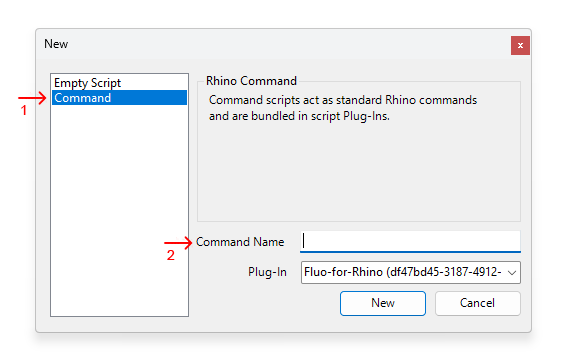 New
x
Empty Script
1
Command
Rhino Command
Command scripts act as standard Rhino commands
and are bundled in script Plug-Ins.
2
Command Name
Plug-In
Fluo-for-Rhino (df47bd45-3187-4912-
New
Cancel